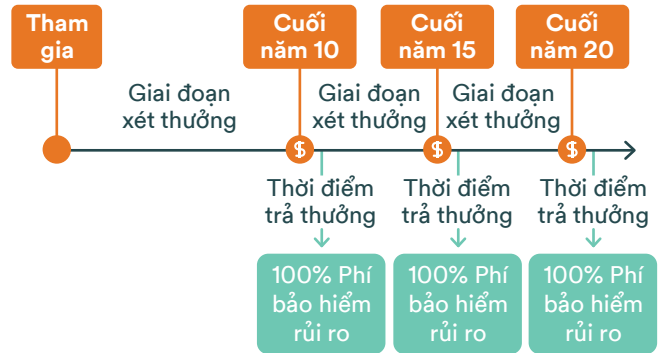 Tham
gia
Cuối
năm 10
Cuối
năm 15
Cuối
năm 20
Giai đoạn
xét thưởng
Giai đoạn
xét thưởng
Giai đoạn
xét thưởng
$
$
$
Thời điểm
trả thưởng
Thời điểm
trả thưởng
Thời điểm
trả thưởng
100% Phí
bảo hiểm
rủi ro
100% Phí
bảo hiểm
rủi ro
100% Phí
bảo hiểm
rủi ro